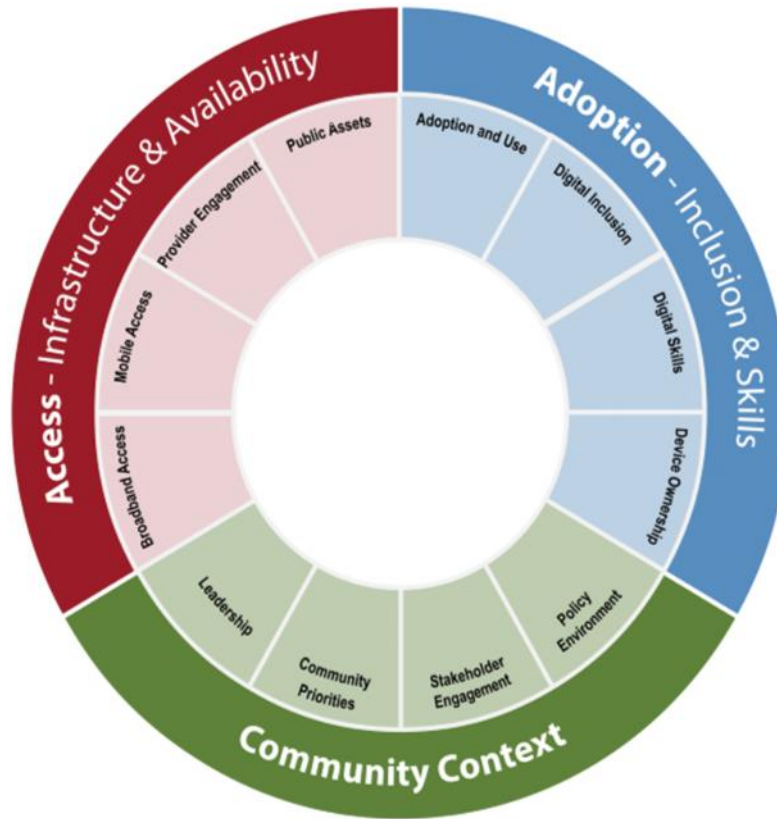 Access - Infrastructure & Availability
Adoption - Inclusion & Skills
Public Assets
Provider Engagement
Mobile Access
Broadband Access
Adoption and Use
Digital Inclusion
Digital Skills
Device Ownership
Leadership
Community
Priorities
Stakeholder
Engagement
Policy
Environment
Community Context